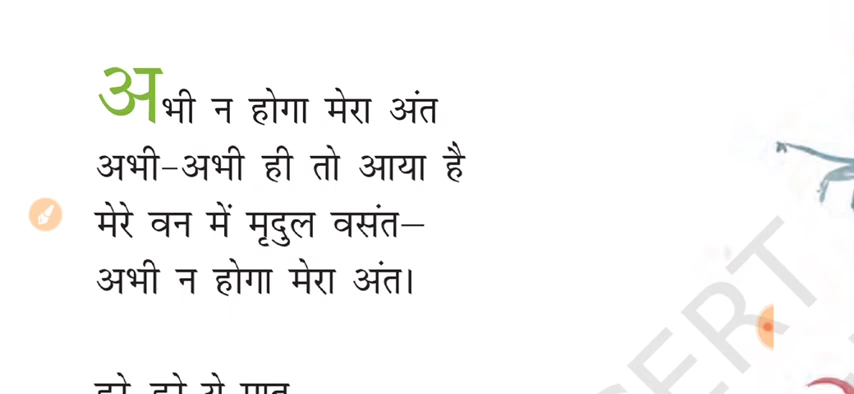 अभी न होगा मेरा अंत
अभी-अभी ही तो आया है
मेरे वन में मृदुल वसंत–
अभी न होगा मेरा अंत।